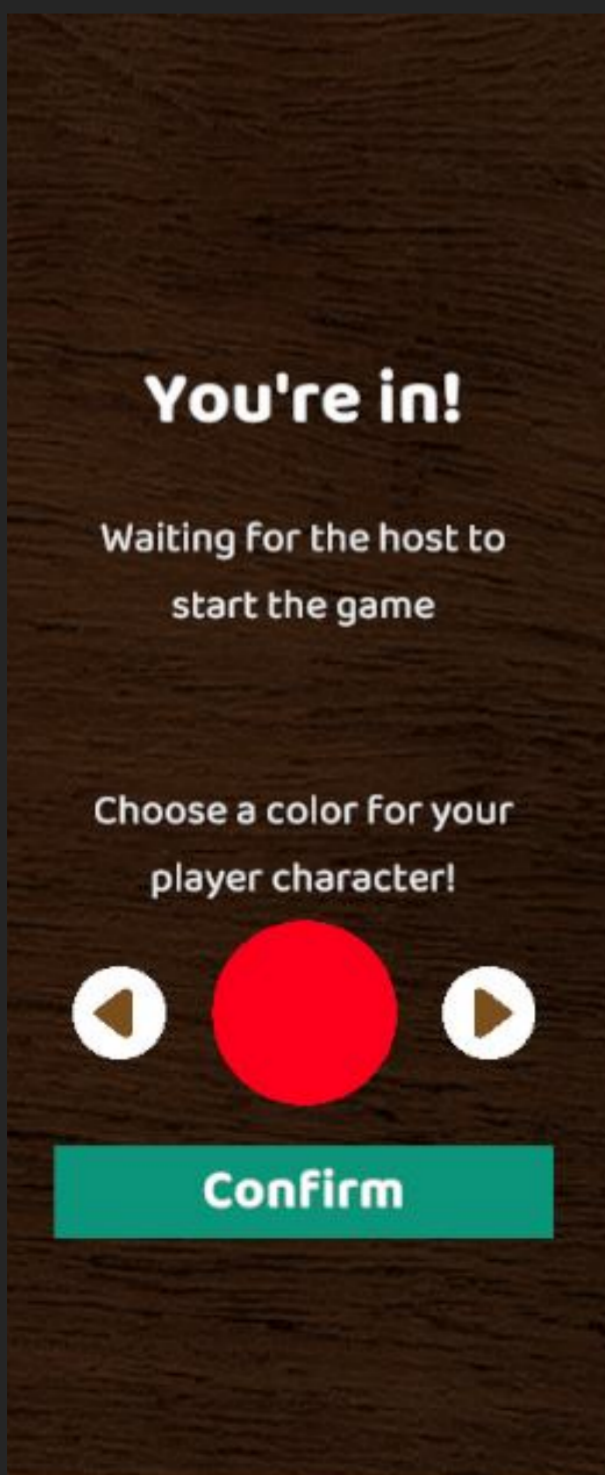 You're in!
Waiting for the host to
start the game
Choose a color for your
player character!
Confirm